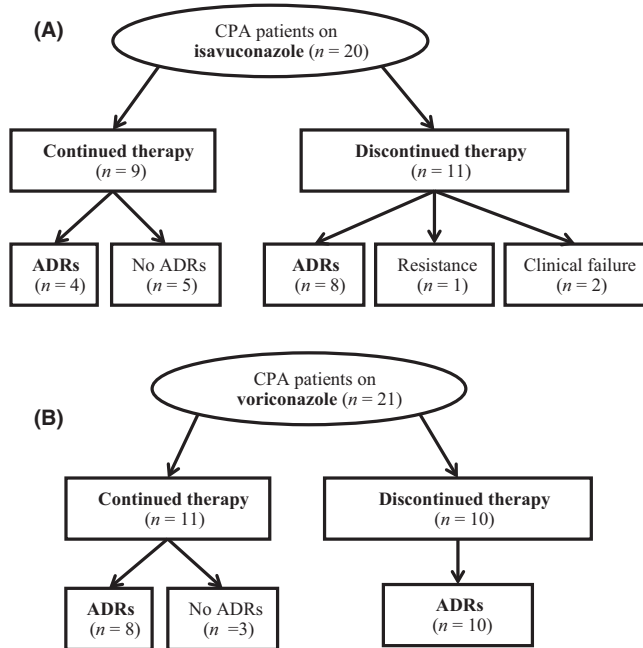 (A)
CPA patients on
isavuconazole (n = 20)
Continued therapy
(n = 9)
Discontinued therapy
(n = 11)
ADRs
(n = 4)
No ADRs
(n = 5)
ADRs
(n = 8)
Resistance
(n = 1)
Clinical failure
(n = 2)
(B)
CPA patients on
voriconazole (n = 21)
Continued therapy
(n = 11)
Discontinued therapy
(n = 10)
ADRs
(n = 8)
No ADRs
(n =3)
ADRs
(n = 10)